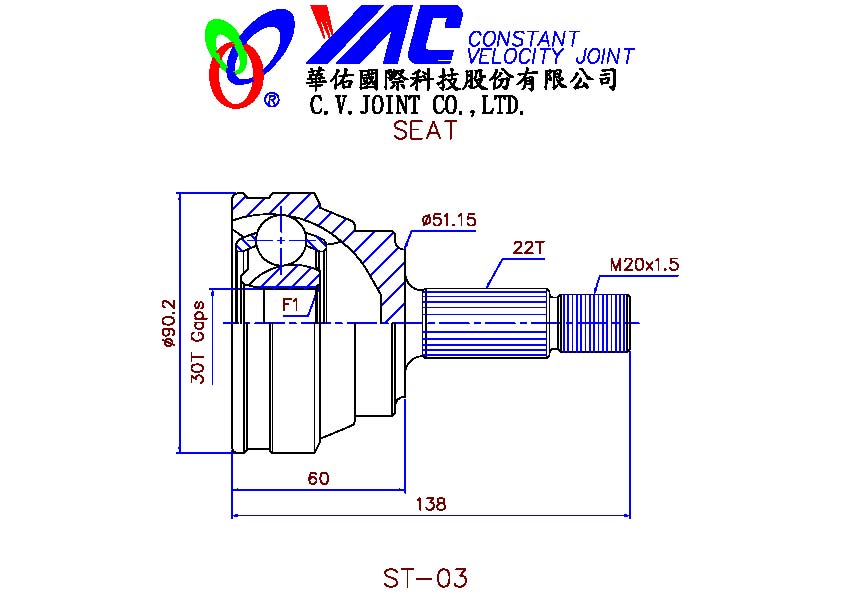 YAC CONSTANT
VELOCITY JOINT
®
華佑國際科技股份有限公司
C.V.JOINT CO.,LTD.
SEAT
ø51.15
22T
M20x1.5
F1
ø90.2
30T Gaps
60
138
ST-03